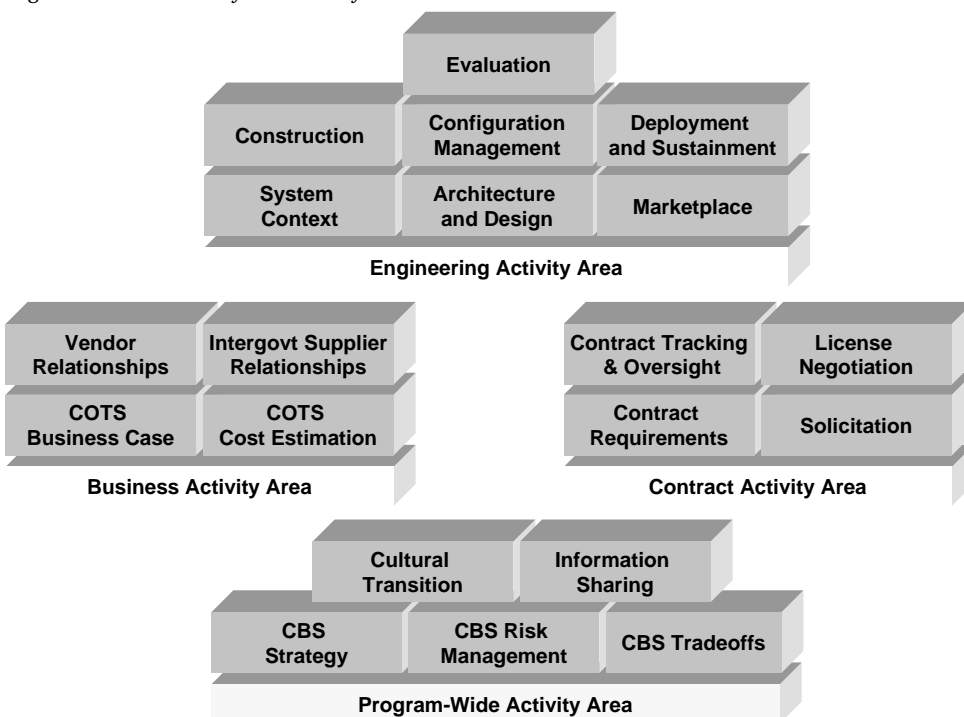 Evaluation
Construction
Configuration
Management
Deployment
and Sustainment
System
Context
Architecture
and Design
Marketplace
Engineering Activity Area
Vendor
Relationships
Intergovt Supplier
Relationships
COTS
Business Case
COTS
Cost Estimation
Business Activity Area
Contract Tracking
& Oversight
License
Negotiation
Contract
Requirements
Solicitation
Contract Activity Area
Cultural
Transition
Information
Sharing
CBS
Strategy
CBS Risk
Management
CBS Tradeoffs
Program-Wide Activity Area